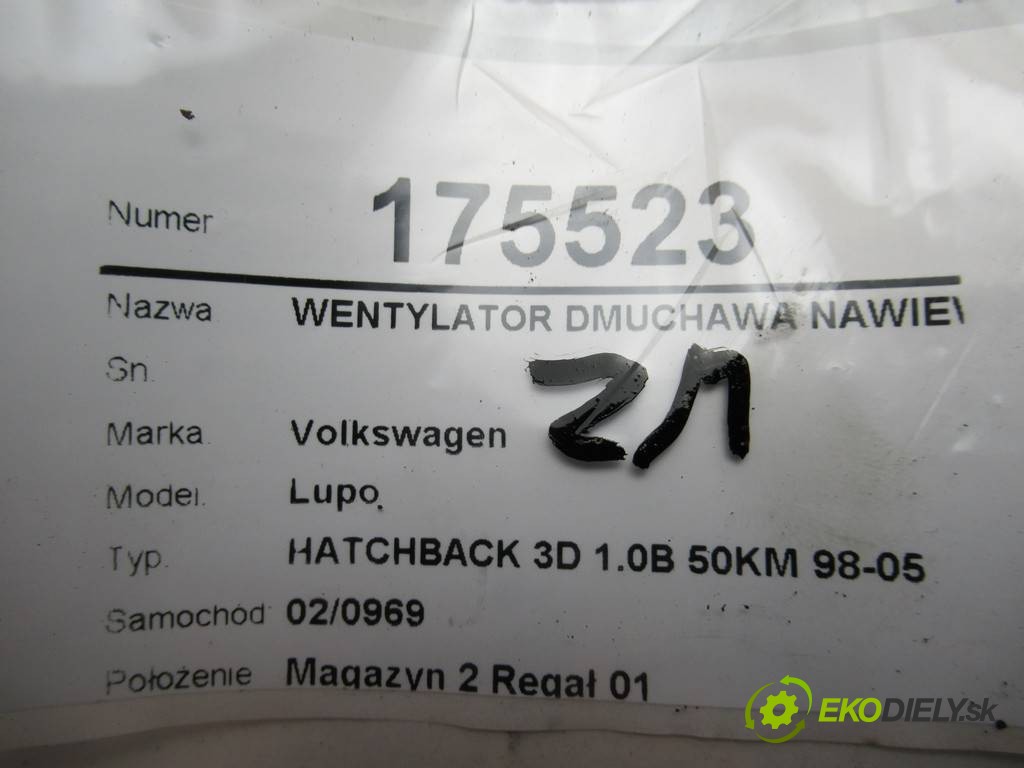 Numer 175523
Nazwa WENTYLATOR DMUCHAWA
Sn.
Marka. Volkswagen
Model. Lupo
Typ. HATCHBACK 3D 1.0B 50KM 98-05
Samochód 02/0969
Położenie Magazyn 2 Regał 01
EKODIELY.sk